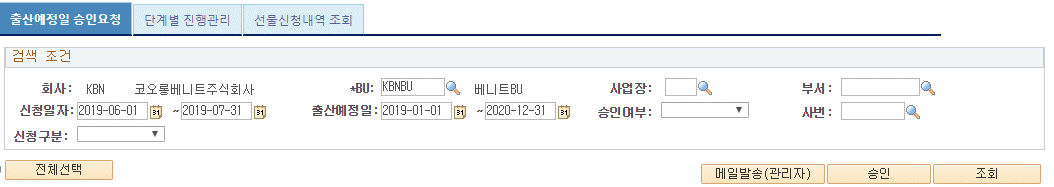 출산예정일 승인요청 단계별 진행관리 선물신청내역 조회
검색 조건
회사: KBN 코오롱베니트주식회사 *BU: KBNBU 베니트BU 사업장: 부서:
신청일자: 2019-06-01 ~ 2019-07-31 출산예정일: 2019-01-01 ~ 2020-12-31 승인여부: 사번:
신청구분:
전체선택 메일발송(관리자) 승인 조회